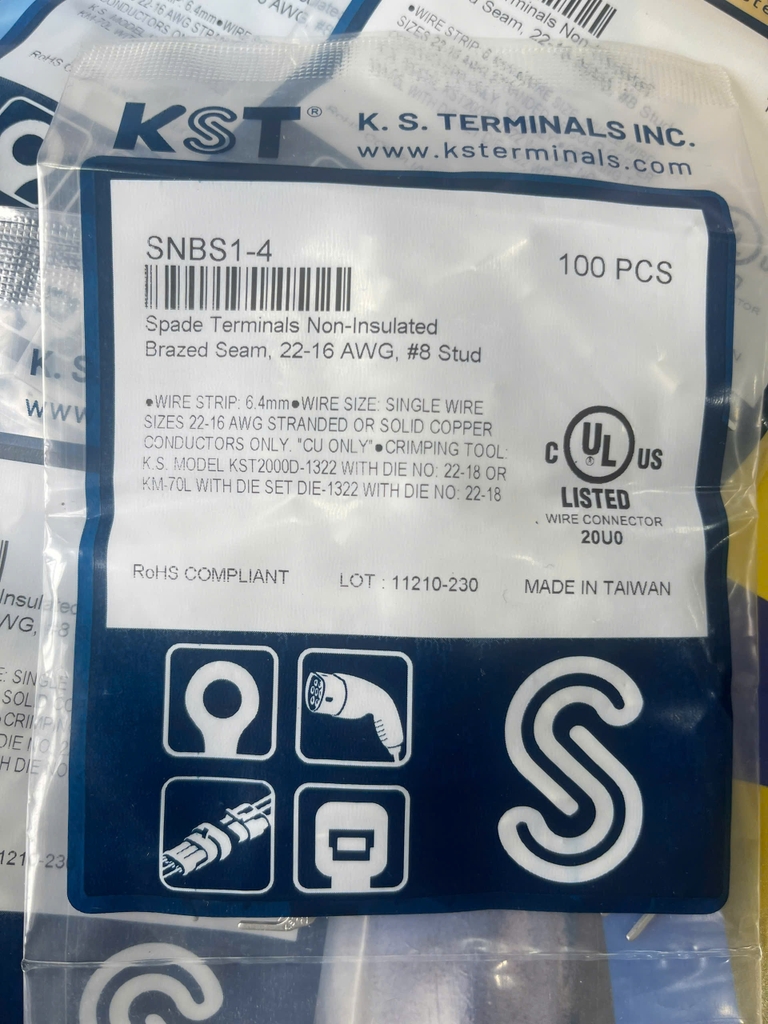 KST®
K. S. TERMINALS INC.
www.ksterminals.com
SNBS1-4
100 PCS
Spade Terminals Non-Insulated
Brazed Seam, 22-16 AWG, #8 Stud
●WIRE STRIP: 6.4mm●WIRE SIZE: SINGLE WIRE
SIZES 22-16 AWG STRANDED OR SOLID COPPER
CONDUCTORS ONLY. "CU ONLY"●CRIMPING TOOL:
K.S. MODEL KST2000D-1322 WITH DIE NO: 22-18 OR
KM-70L WITH DIE SET DIE-1322 WITH DIE NO: 22-18
C UL ® US
LISTED
WIRE CONNECTOR
20U0
RoHS COMPLIANT
LOT : 11210-230
MADE IN TAIWAN